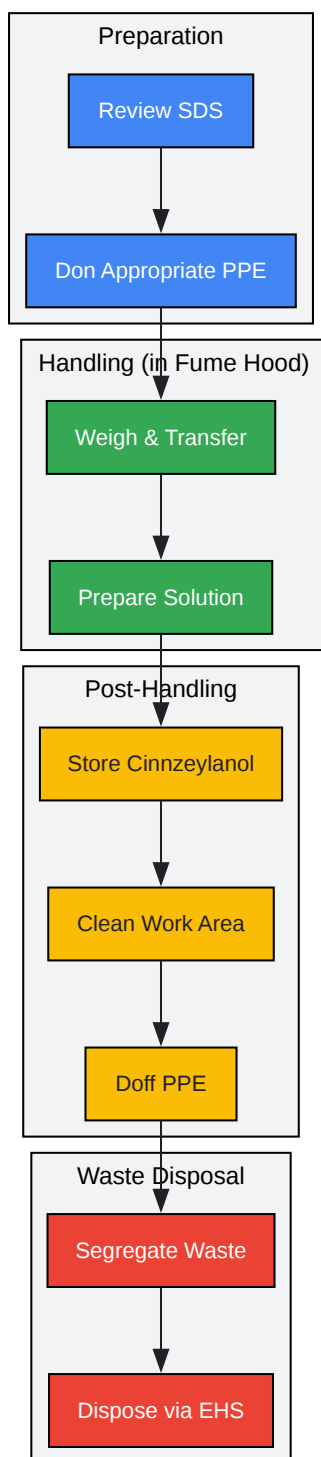 Preparation
Review SDS
Don Appropriate PPE
Handling (in Fume Hood)
Weigh & Transfer
Prepare Solution
Post-Handling
Store Cinnzeylanol
Clean Work Area
Doff PPE
Waste Disposal
Segregate Waste
Dispose via EHS